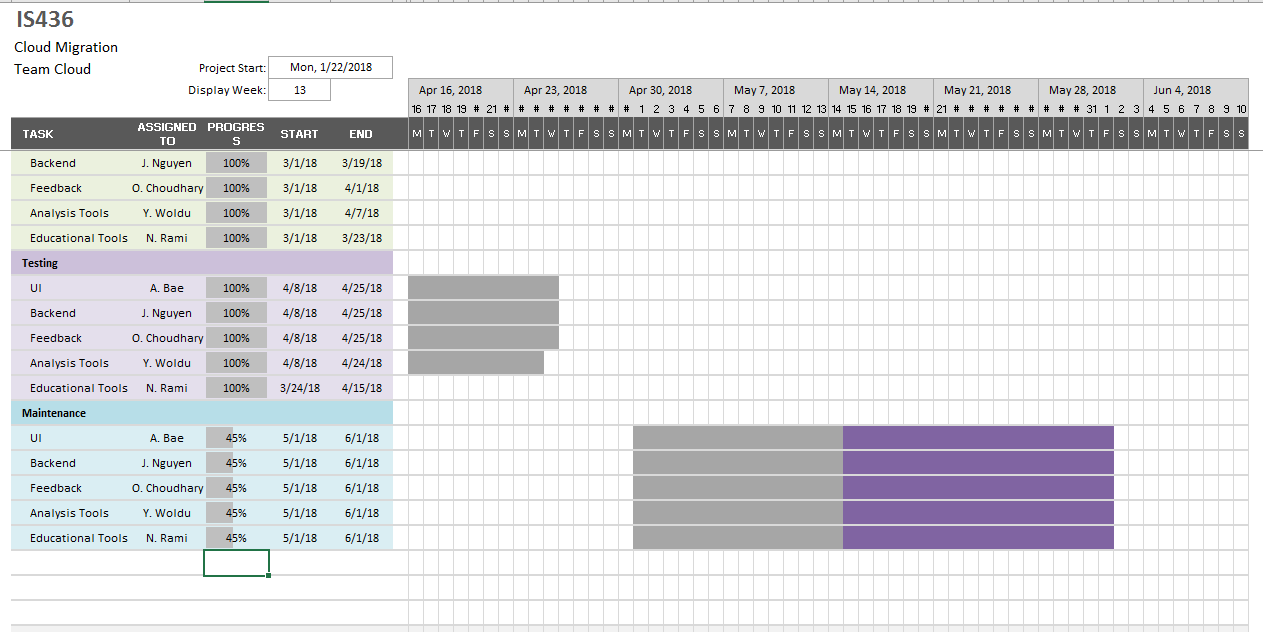 IS436
Cloud Migration
Team Cloud
Project Start: Mon, 1/22/2018
Display Week: 13
Apr 16, 2018 Apr 23, 2018 Apr 30, 2018 May 7, 2018 May 14, 2018 May 21, 2018 May 28, 2018 Jun 4, 2018
16 17 18 19 # 21 # # # # # # # # # 1 2 3 4 5 6 7 8 9 10 11 12 13 14 15 16 17 18 19 # 21 # # # # # # # # # 31 1 2 3 4 5 6 7 8 9 10
TASK ASSIGNED TO PROGRES S START END M T W T F S S M T W T F S S M T W T F S S M T W T F S S M T W T F S S M T W T F S S M T W T F S S M T W T F S S
Backend J. Nguyen 100% 3/1/18 3/19/18
Feedback O. Choudhary 100% 3/1/18 4/1/18
Analysis Tools Y. Woldu 100% 3/1/18 4/7/18
Educational Tools N. Rami 100% 3/1/18 3/23/18
Testing
UI A. Bae 100% 4/8/18 4/25/18
Backend J. Nguyen 100% 4/8/18 4/25/18
Feedback O. Choudhary 100% 4/8/18 4/25/18
Analysis Tools Y. Woldu 100% 4/8/18 4/24/18
Educational Tools N. Rami 100% 3/24/18 4/15/18
Maintenance
UI A. Bae 45% 5/1/18 6/1/18
Backend J. Nguyen 45% 5/1/18 6/1/18
Feedback O. Choudhary 45% 5/1/18 6/1/18
Analysis Tools Y. Woldu 45% 5/1/18 6/1/18
Educational Tools N. Rami 45% 5/1/18 6/1/18